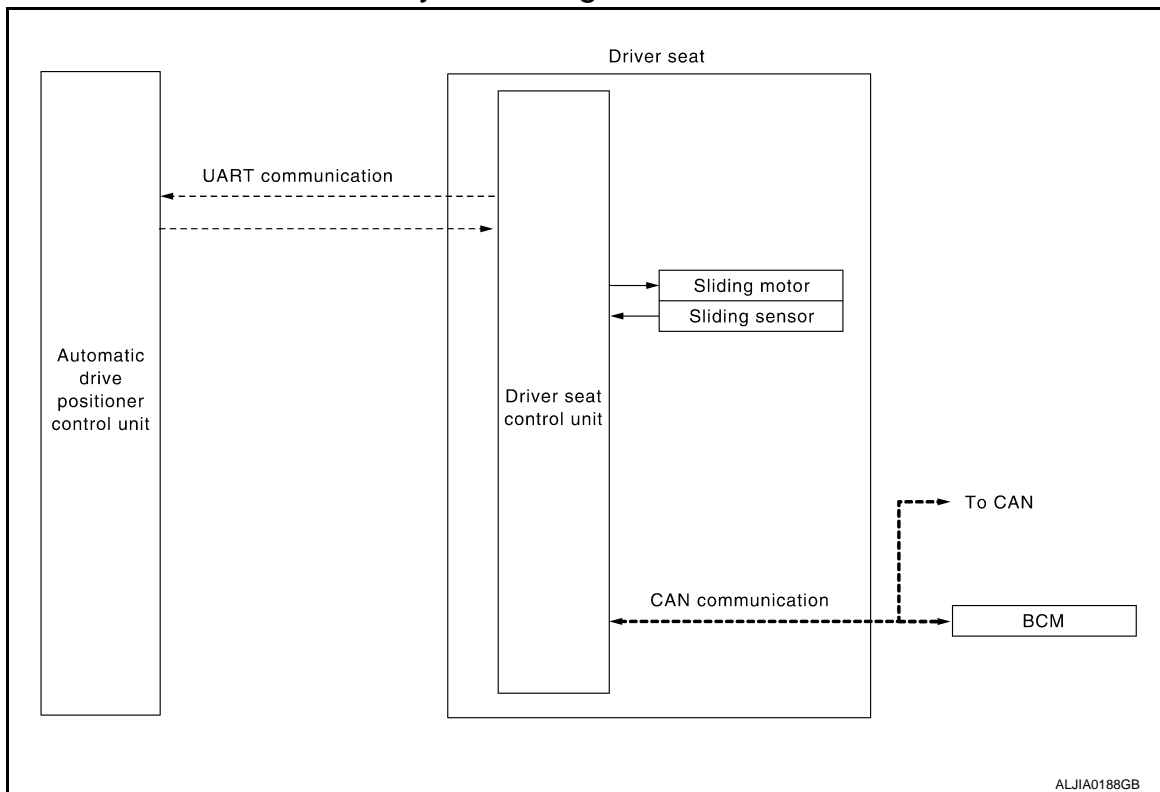 Driver seat
UART communication
Sliding motor
Sliding sensor
Automatic
drive
positioner
control unit
Driver seat
control unit
To CAN
CAN communication
BCM
ALJIA0188GB